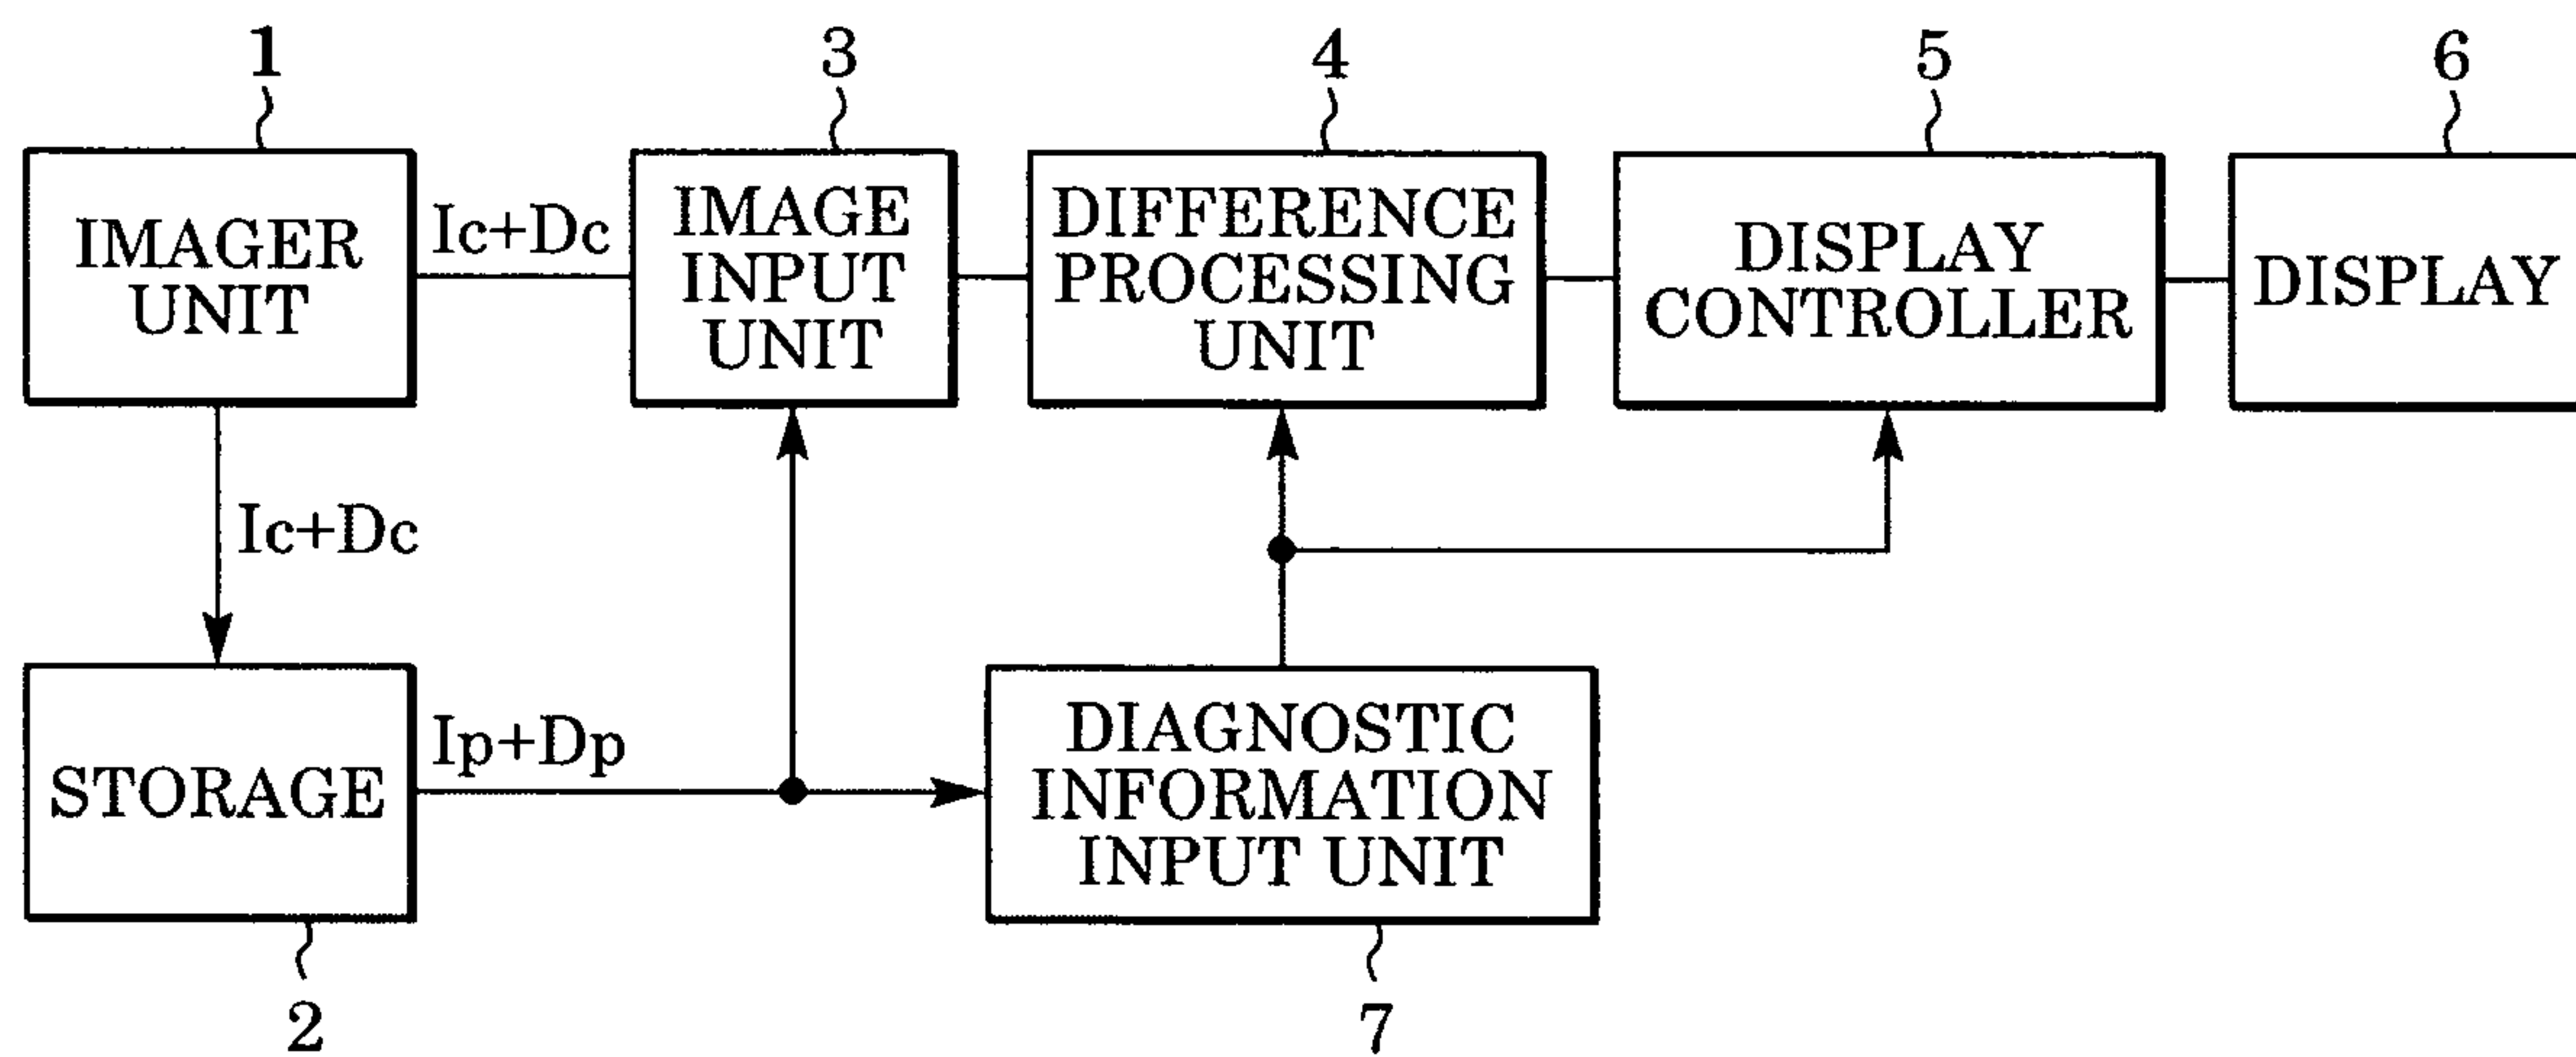 1
3
4
5
6
IMAGER
UNIT
Ic+Dc
IMAGE
INPUT
UNIT
DIFFERENCE
PROCESSING
UNIT
DISPLAY
CONTROLLER
DISPLAY
Ic+Dc
STORAGE
Ip+Dp
DIAGNOSTIC
INFORMATION
INPUT UNIT
2
7